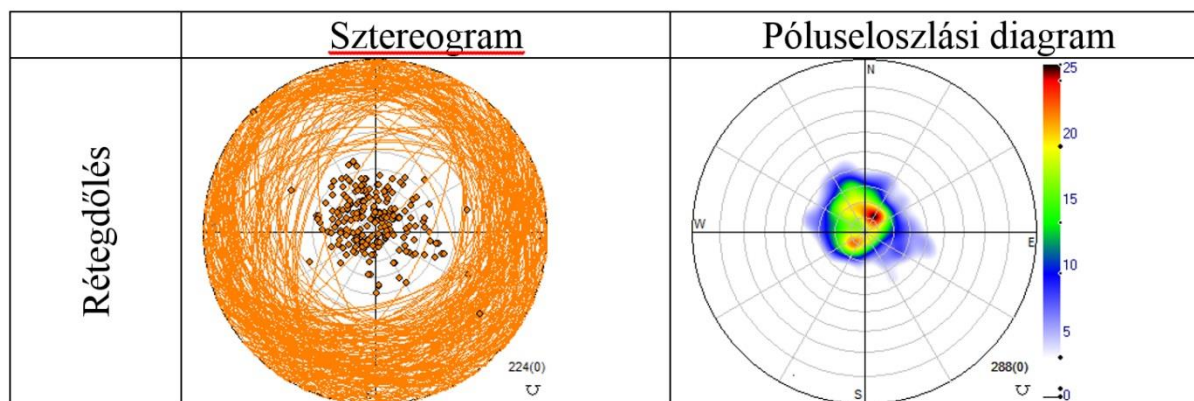 Sztereogram
Póluseloszlási diagram
Rétegdőlés
224(0)
N
W
E
S
288(0)
25
20
15
10
5
0